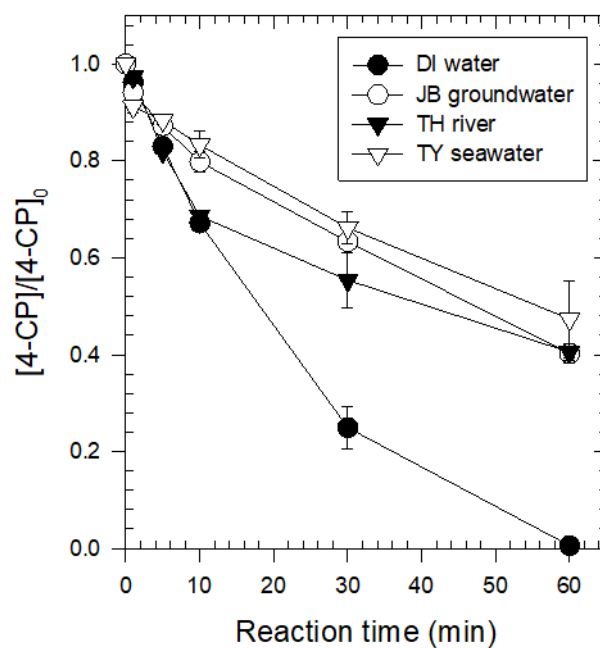 1.0
0.8
0.6
0.4
0.2
0.0
[4-CP]/[4-CP]₀
DI water
JB groundwater
TH river
TY seawater
0 10 20 30 40 50 60
Reaction time (min)